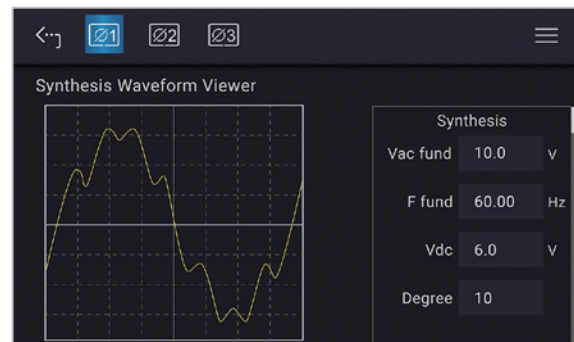 Ø1 Ø2 Ø3
Synthesis Waveform Viewer
Synthesis
Vac fund 10.0 V
F fund 60.00 Hz
Vdc 6.0 V
Degree 10